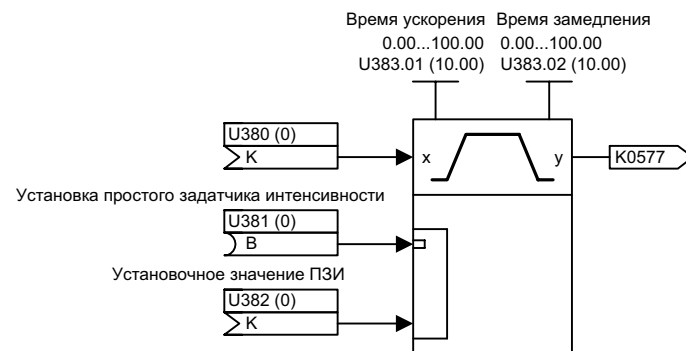 Время ускорения Время замедления
0.00...100.00 0.00...100.00
U383.01 (10.00) U383.02 (10.00)
U380 (0)
K
x
y
K0577
Установка простого задатчика интенсивности
U381 (0)
B
Установочное значение ПЗИ
U382 (0)
K